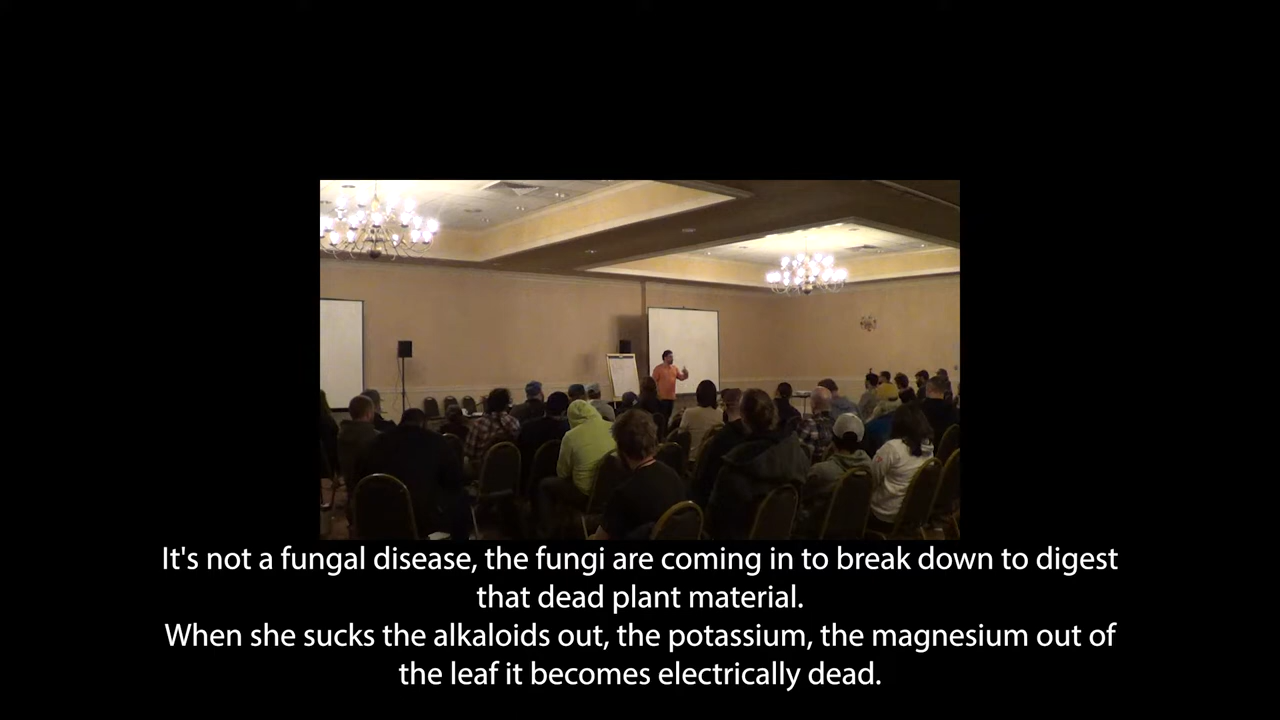 It's not a fungal disease, the fungi are coming in to break down to digest
that dead plant material.
When she sucks the alkaloids out, the potassium, the magnesium out of
the leaf it becomes electrically dead.